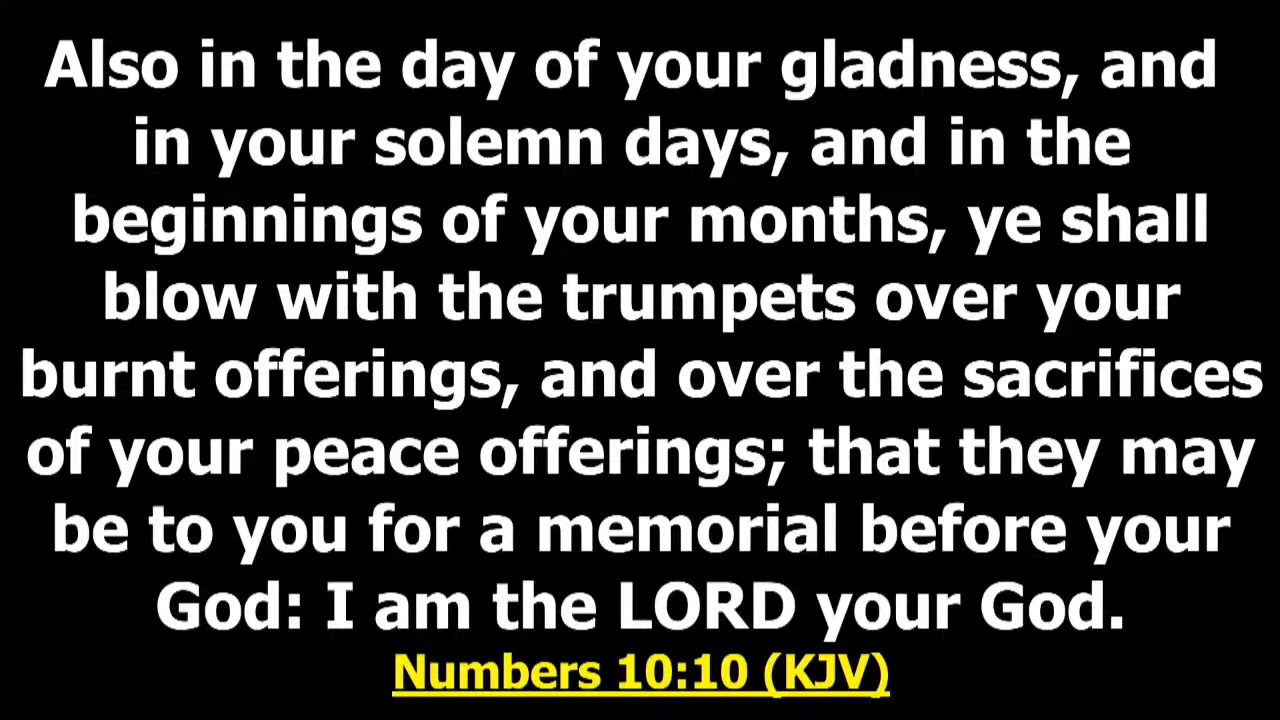 Also in the day of your gladness, and
in your solemn days, and in the
beginnings of your months, ye shall
blow with the trumpets over your
burnt offerings, and over the sacrifices
of your peace offerings; that they may
be to you for a memorial before your
God: I am the LORD your God.
Numbers 10:10 (KJV)